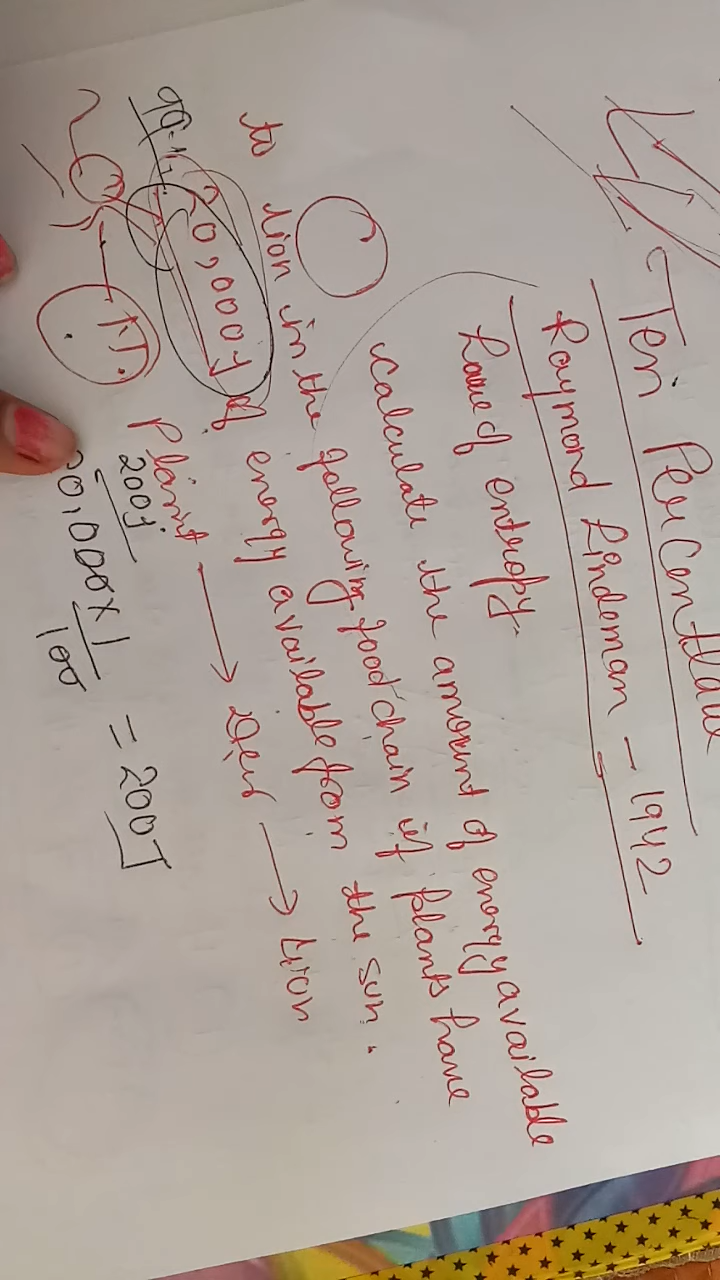 Ten Percent law
Raymond Lindeman - 1942
Law of entropy.
calculate the amount of energy available
to lion in the following food chain if plants have
20,000J of energy available from the sun.
Plant → Deer → Lion
200J
20,000 × 1/100 = 200J